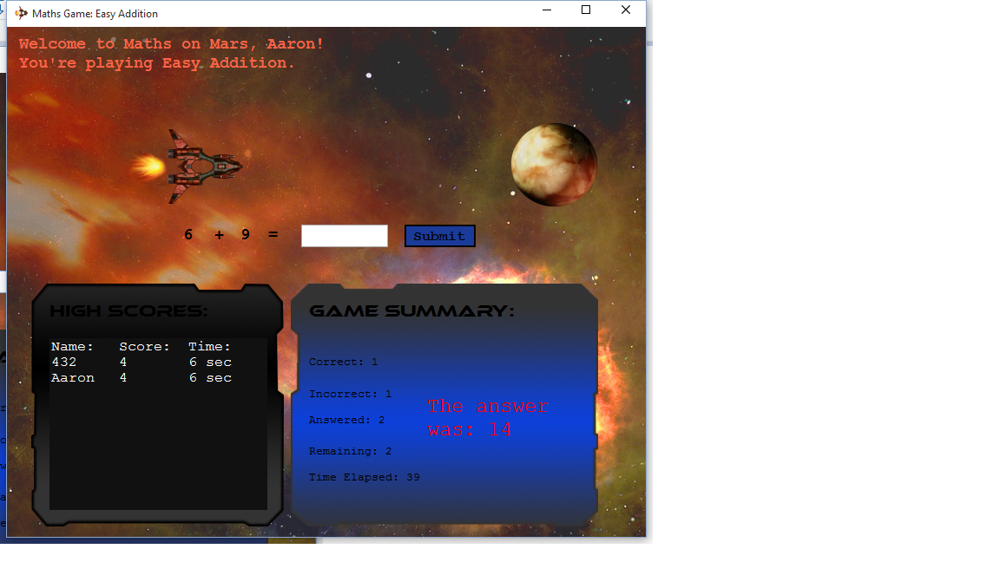 Maths Game: Easy Addition
Welcome to Maths on Mars, Aaron!
You're playing Easy Addition.
6 + 9 =
Submit
HIGH SCORES:
Name: Score: Time:
432 4 6 sec
Aaron 4 6 sec
GAME SUMMARY:
Correct: 1
Incorrect: 1
Answered: 2
Remaining: 2
Time Elapsed: 39
The answer
was: 14